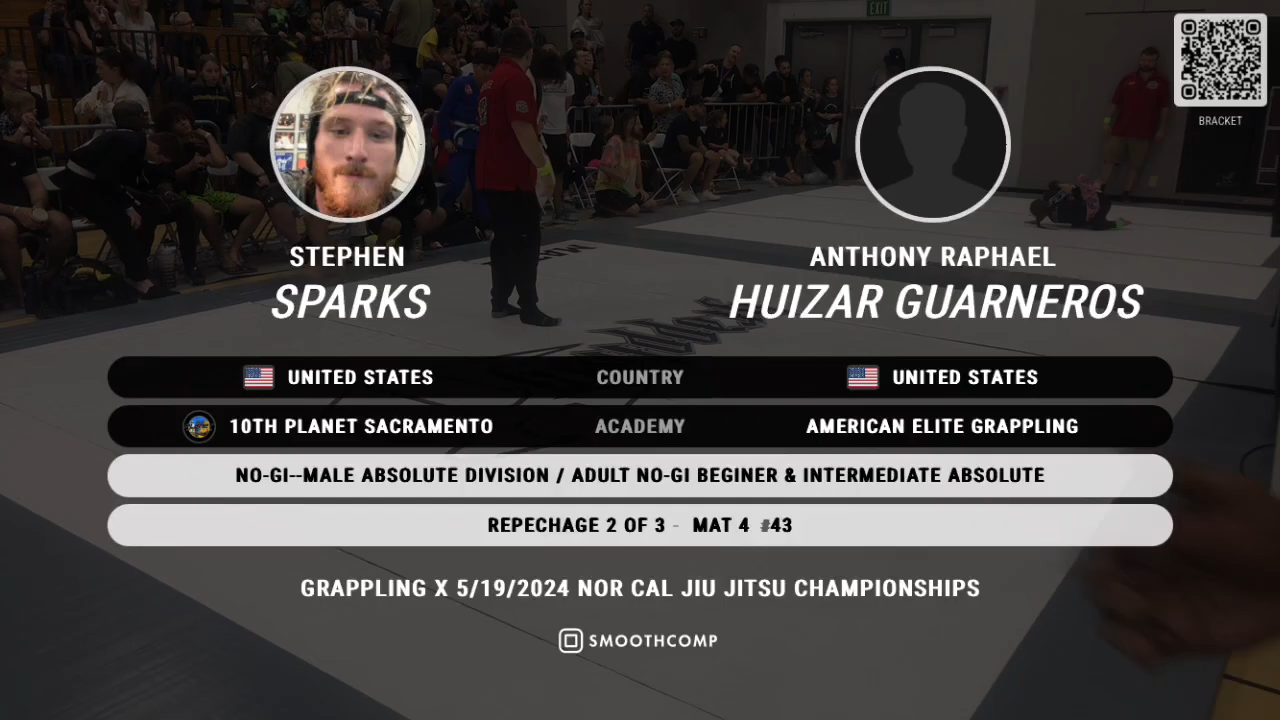 EXIT
BRACKET
STEPHEN
SPARKS
ANTHONY RAPHAEL
HUIZAR GUARNEROS
UNITED STATES COUNTRY UNITED STATES
10TH PLANET SACRAMENTO ACADEMY AMERICAN ELITE GRAPPLING
NO-GI--MALE ABSOLUTE DIVISION / ADULT NO-GI BEGINER & INTERMEDIATE ABSOLUTE
REPECHAGE 2 OF 3 - MAT 4 #43
GRAPPLING X 5/19/2024 NOR CAL JIU JITSU CHAMPIONSHIPS
SMOOTHCOMP